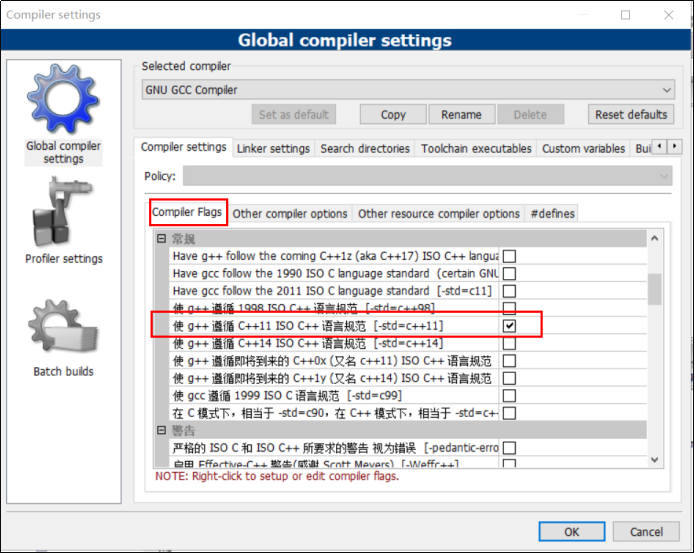 Compiler settings
Global compiler settings
Global compiler
settings
Profiler settings
Batch builds
Selected compiler
GNU GCC Compiler
Set as default
Copy
Rename
Delete
Reset defaults
Compiler settings
Linker settings
Search directories
Toolchain executables
Custom variables
Bui
Policy:
Compiler Flags
Other compiler options
Other resource compiler options
#defines
常規
Have g++ follow the coming C++1z (aka C++17) ISO C++ langua
Have gcc follow the 1990 ISO C language standard (certain GNU
Have gcc follow the 2011 ISO C language standard [-std=c11]
使 g++ 遵循 1998 ISO C++ 语言规范 [-std=c++98]
使 g++ 遵循 C++11 ISO C++ 语言规范 [-std=c++11]
使 g++ 遵循 C++14 ISO C++ 语言规范 [-std=c++14]
使 g++ 遵循即将到来的 C++0x (又名 c++11) ISO C++ 语言规范
使 g++ 遵循即将到来的 C++1y (又名 c++14) ISO C++ 语言规范
使 gcc 遵循 1999 ISO C 语言规范 [-std=c99]
在 C 模式下，相当于 -std=c90，在 C++ 模式下，相当于 -std=c+
警告
严格的 ISO C 和 ISO C++ 所要求的警告 视为错误 [-pedantic-erro
启用 Effective-C++ 警告(感谢 Scott Meyers) [-Weffc++]
NOTE: Right-click to setup or edit compiler flags.
OK
Cancel